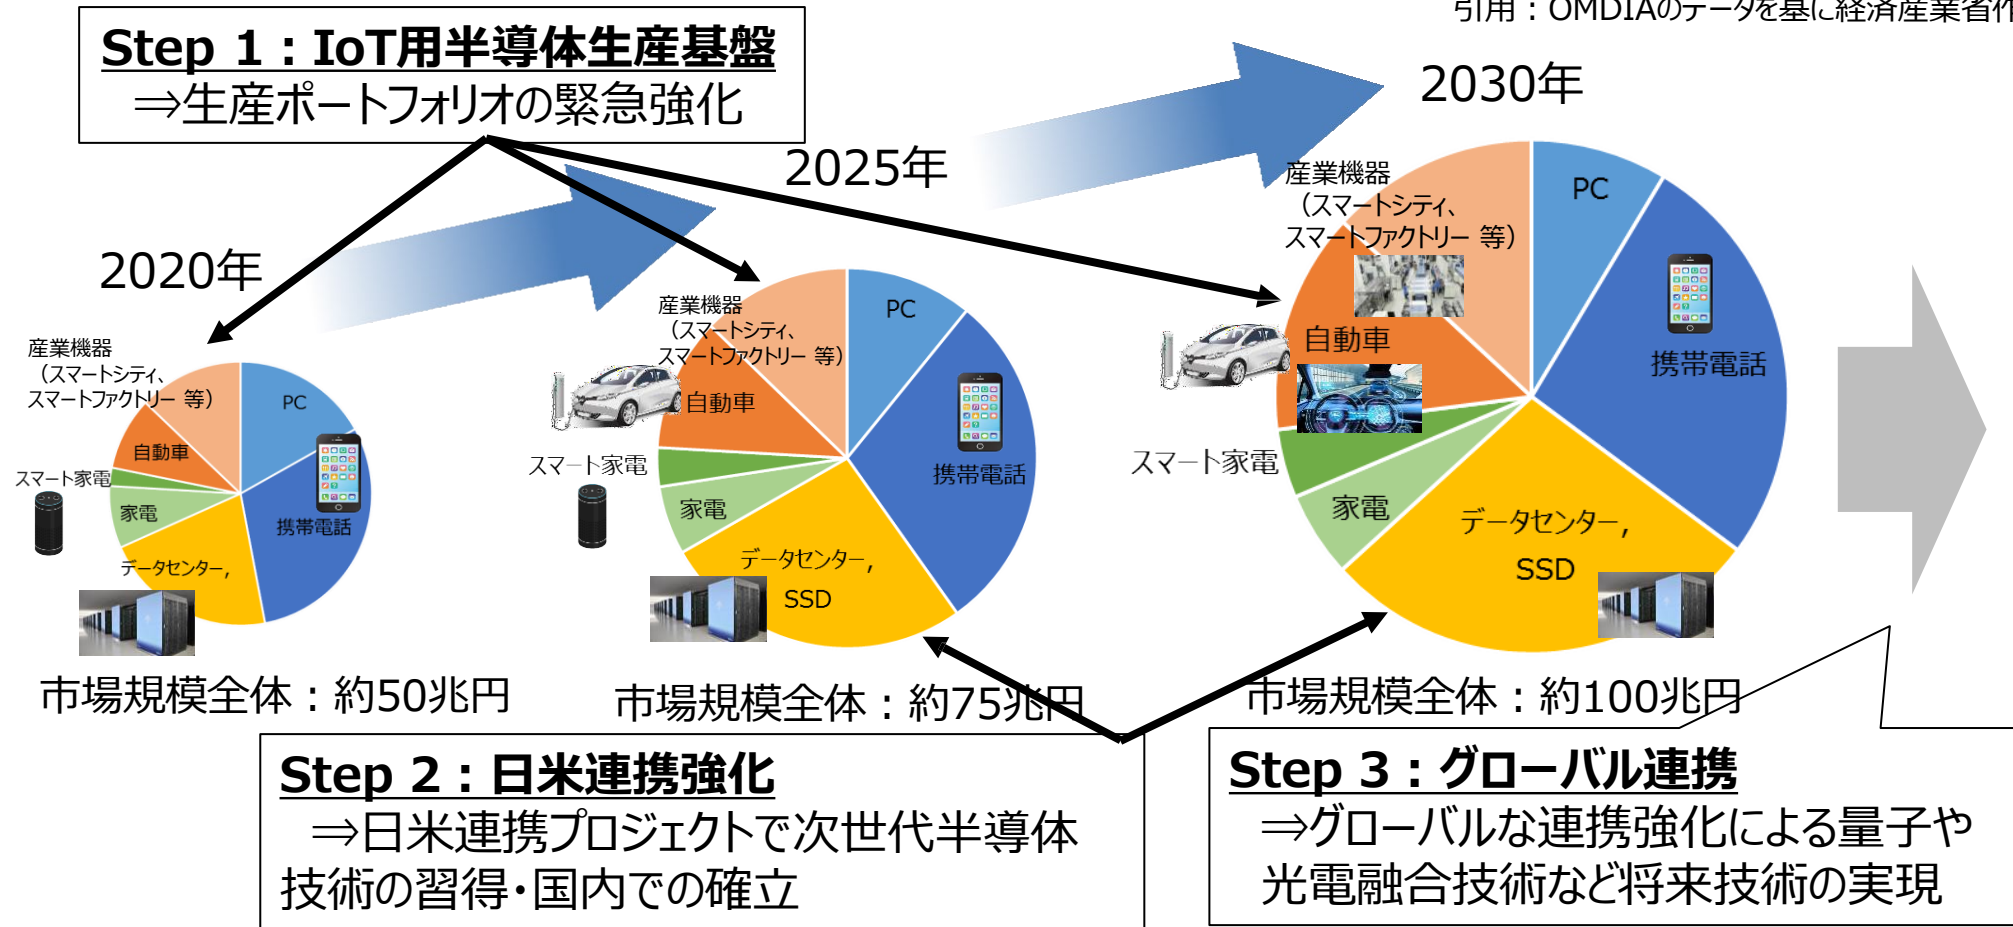 引用：OMDIAのデータを基に経済産業省作
Step 1：IoT用半導体生産基盤
⇒生産ポートフォリオの緊急強化
2020年
産業機器
（スマートシティ、
スマートファクトリー 等）
PC
自動車
スマート家電
家電
携帯電話
データセンター,
市場規模全体：約50兆円
2025年
産業機器
（スマートシティ、
スマートファクトリー 等）
PC
自動車
スマート家電
携帯電話
家電
データセンター,
SSD
市場規模全体：約75兆円
2030年
産業機器
（スマートシティ、
スマートファクトリー 等）
PC
自動車
携帯電話
スマート家電
家電
データセンター,
SSD
市場規模全体：約100兆円
Step 2：日米連携強化
⇒日米連携プロジェクトで次世代半導体
技術の習得・国内での確立
Step 3：グローバル連携
⇒グローバルな連携強化による量子や
光電融合技術など将来技術の実現